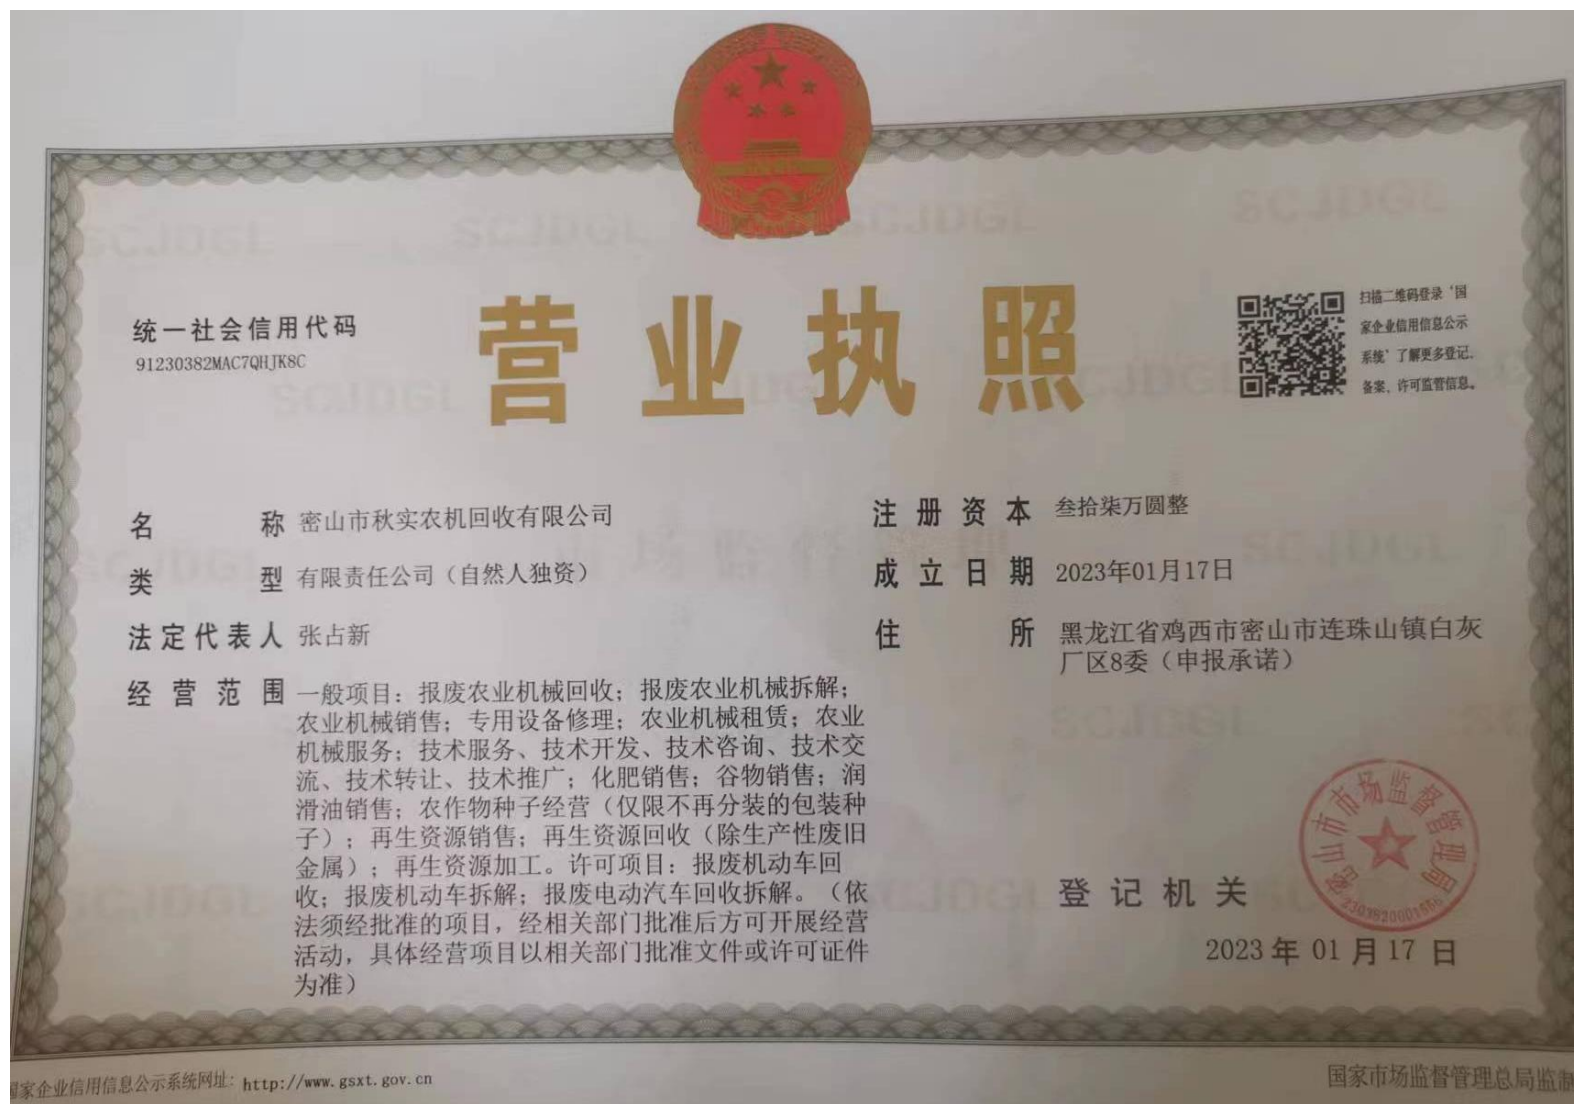 营业执照
统一社会信用代码
91230382MAC7QHJK8C
扫描二维码登录‘国
家企业信用信息公示
系统’了解更多登记、
备案、许可监管信息。
名称 密山市秋实农机回收有限公司
类型 有限责任公司（自然人独资）
法定代表人 张占新
经营范围 一般项目：报废农业机械回收；报废农业机械拆解；
农业机械销售；专用设备修理；农业机械租赁；农业
机械服务；技术服务、技术开发、技术咨询、技术交
流、技术转让、技术推广；化肥销售；谷物销售；润
滑油销售；农作物种子经营（仅限不再分装的包装种
子）；再生资源销售；再生资源回收（除生产性废旧
金属）；再生资源加工。许可项目：报废机动车回
收；报废机动车拆解；报废电动汽车回收拆解。（依
法须经批准的项目，经相关部门批准后方可开展经营
活动，具体经营项目以相关部门批准文件或许可证件
为准）
注册资本 叁拾柒万圆整
成立日期 2023年01月17日
住所 黑龙江省鸡西市密山市连珠山镇白灰
厂区8委（申报承诺）
登记机关
密山市市场监督管理局
2023年01月17日
国家企业信用信息公示系统网址：http://www.gsxt.gov.cn
国家市场监督管理总局监制